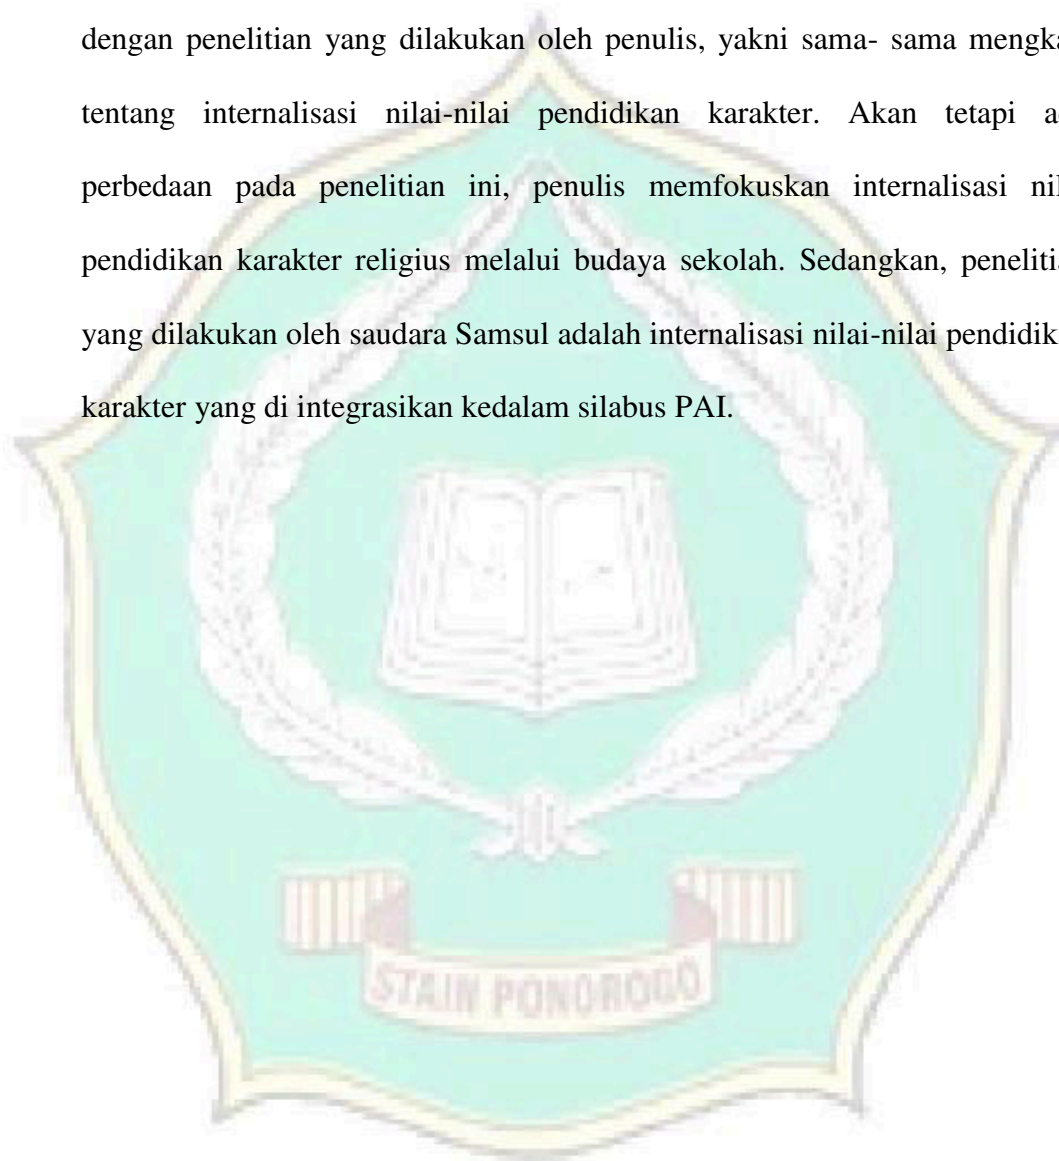 dengan penelitian yang dilakukan oleh penulis, yakni sama- sama
tentang internalisasi nilai-nilai pendidikan karakter. Akan tetapi
perbedaan pada penelitian ini, penulis memfokuskan internalisasi
pendidikan karakter religius melalui budaya sekolah. Sedangkan,
yang dilakukan oleh saudara Samsul adalah internalisasi nilai-nilai
karakter yang di integrasikan kedalam silabus PAI.
STAIN PONOROGO